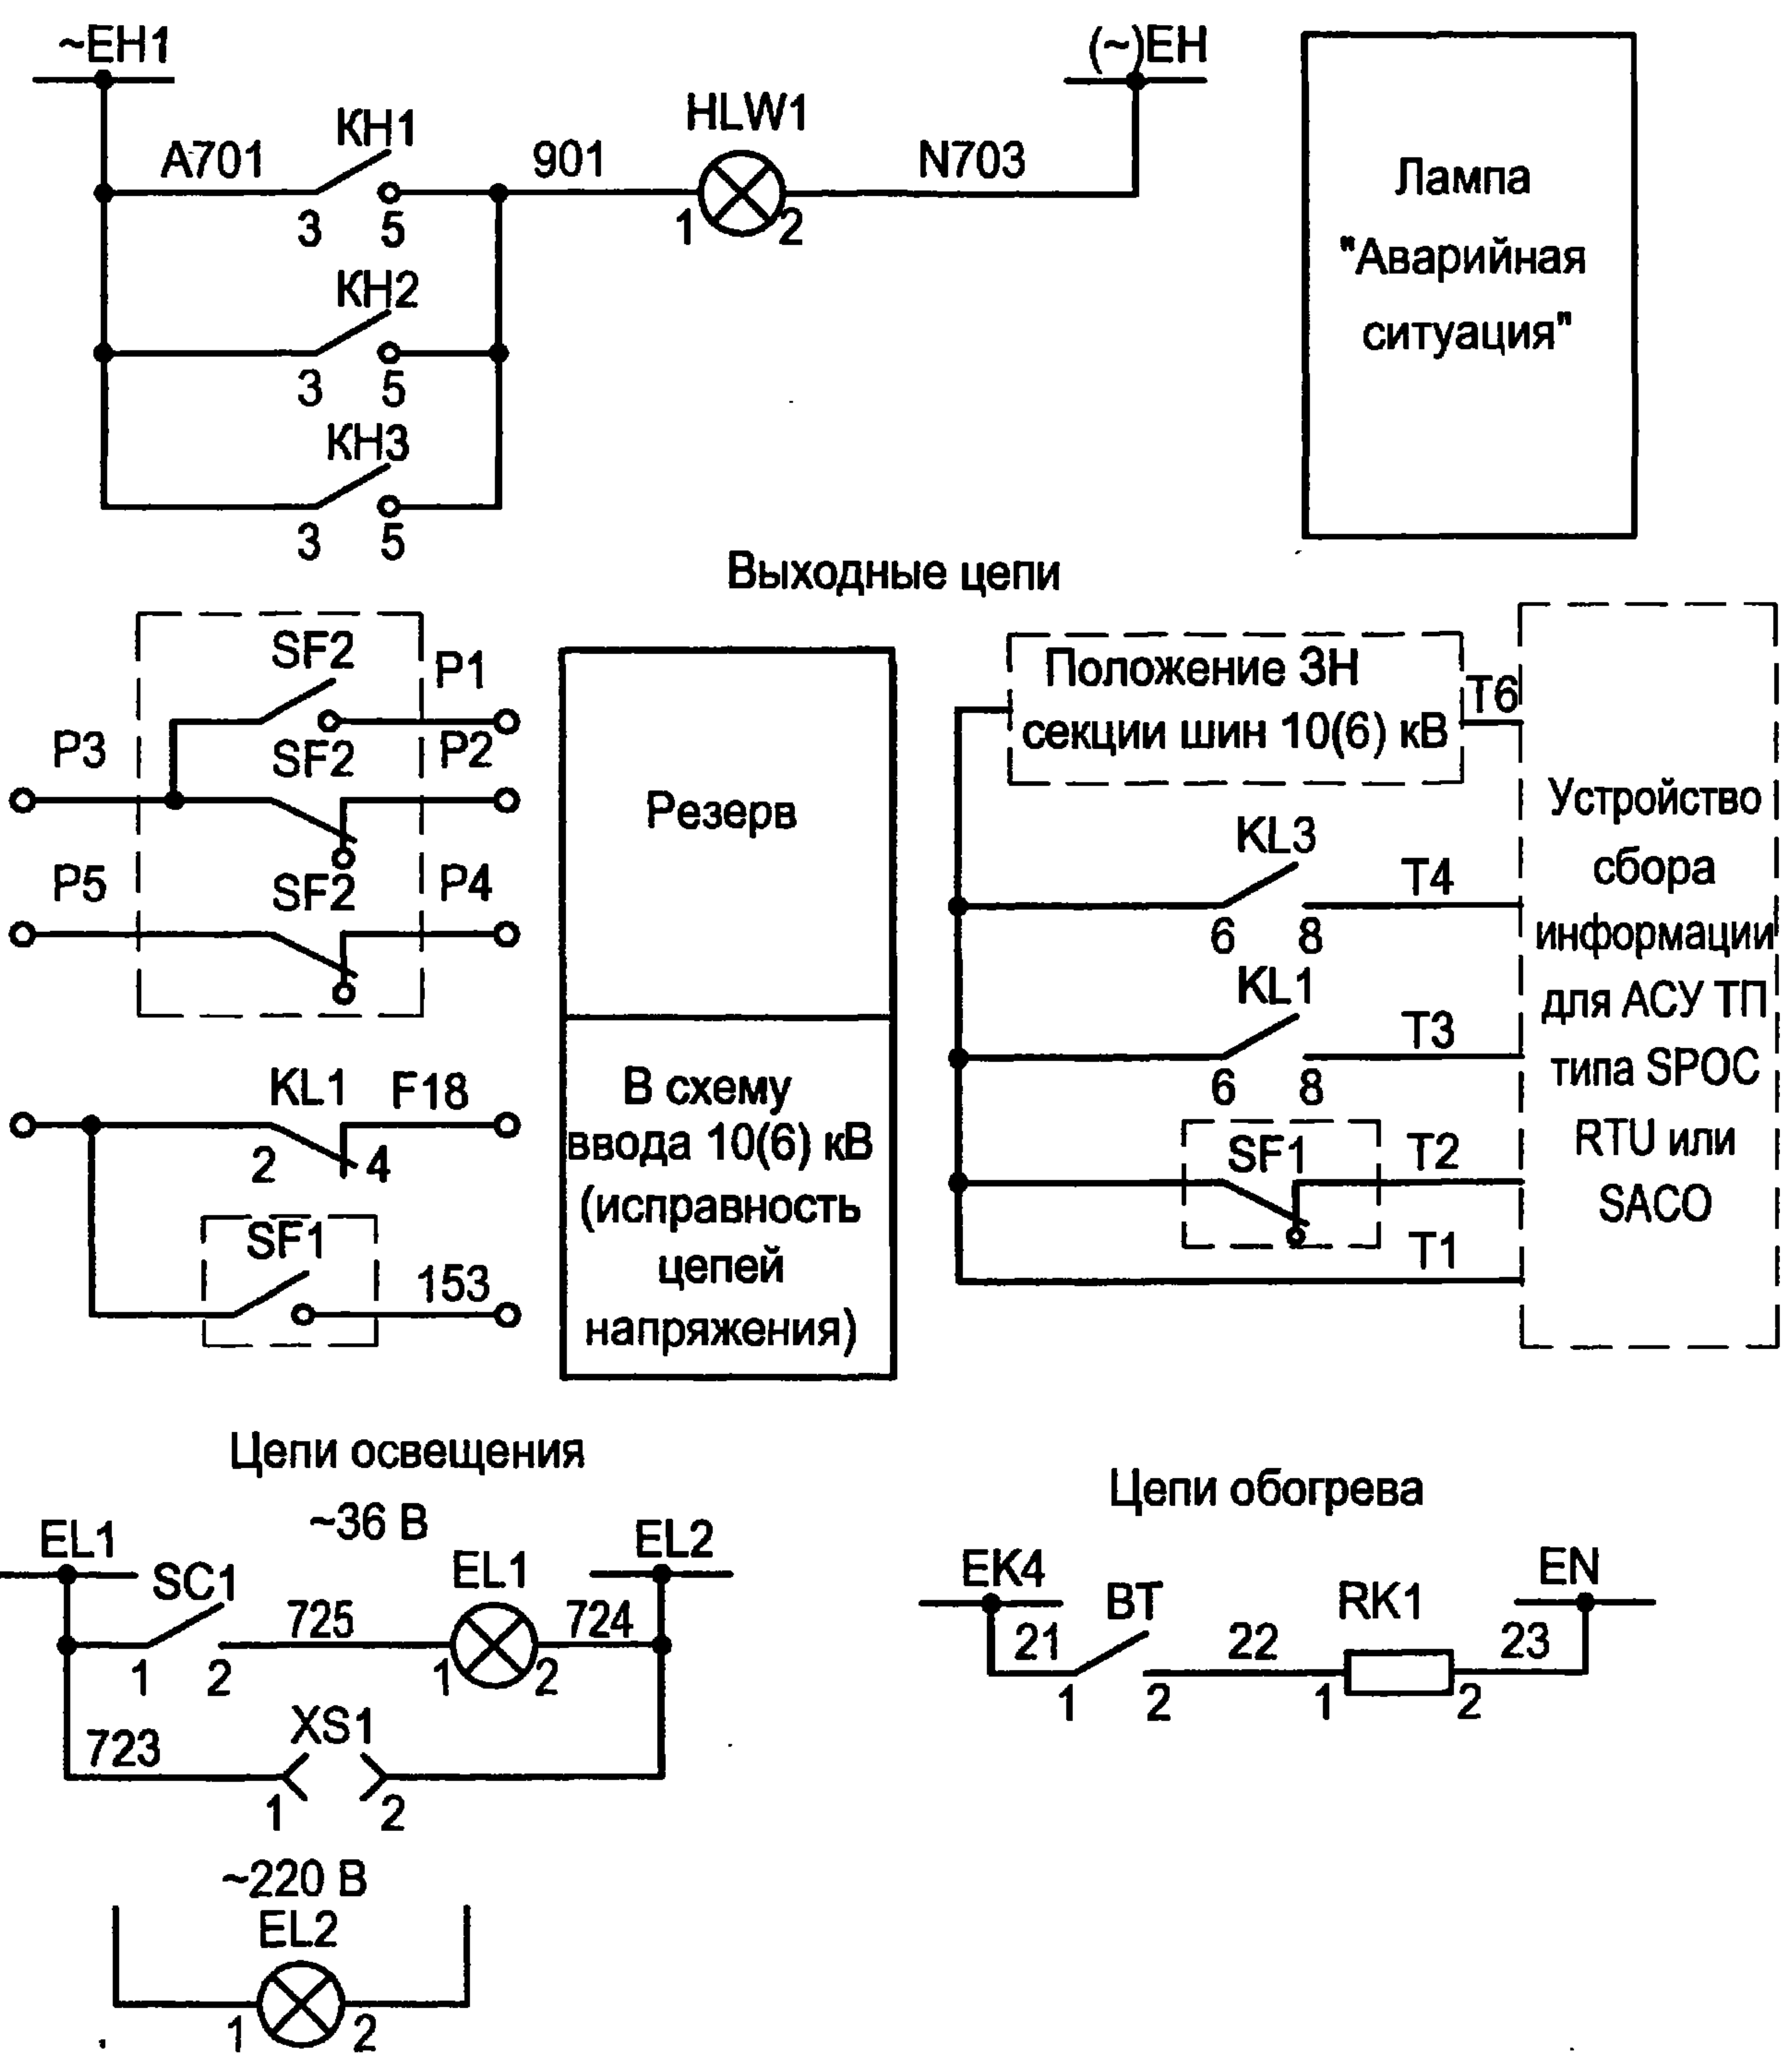 ~EH1
(~)EH
HLW1
A701
KH1
901
N703
3
5
1
2
KH2
3
5
KH3
3
5
Лампа
"Аварийная
ситуация"
Выходные цепи
SF2
P1
P3
SF2
P2
P5
SF2
P4
Резерв
KL1
F18
2
4
SF1
153
В схему
ввода 10(6) кВ
(исправность
цепей
напряжения)
Положение ЗН
секции шин 10(6) кВ
T6
KL3
T4
6
8
KL1
T3
6
8
SF1
T2
T1
Устройство
сбора
информации
для АСУ ТП
типа SPOC
RTU или
SACO
Цепи освещения
~36 В
EL1
SC1
EL1
EL2
725
724
1
2
1
2
723
XS1
1
2
~220 В
EL2
1
2
Цепи обогрева
EK4
BT
RK1
EN
21
22
23
1
2
1
2